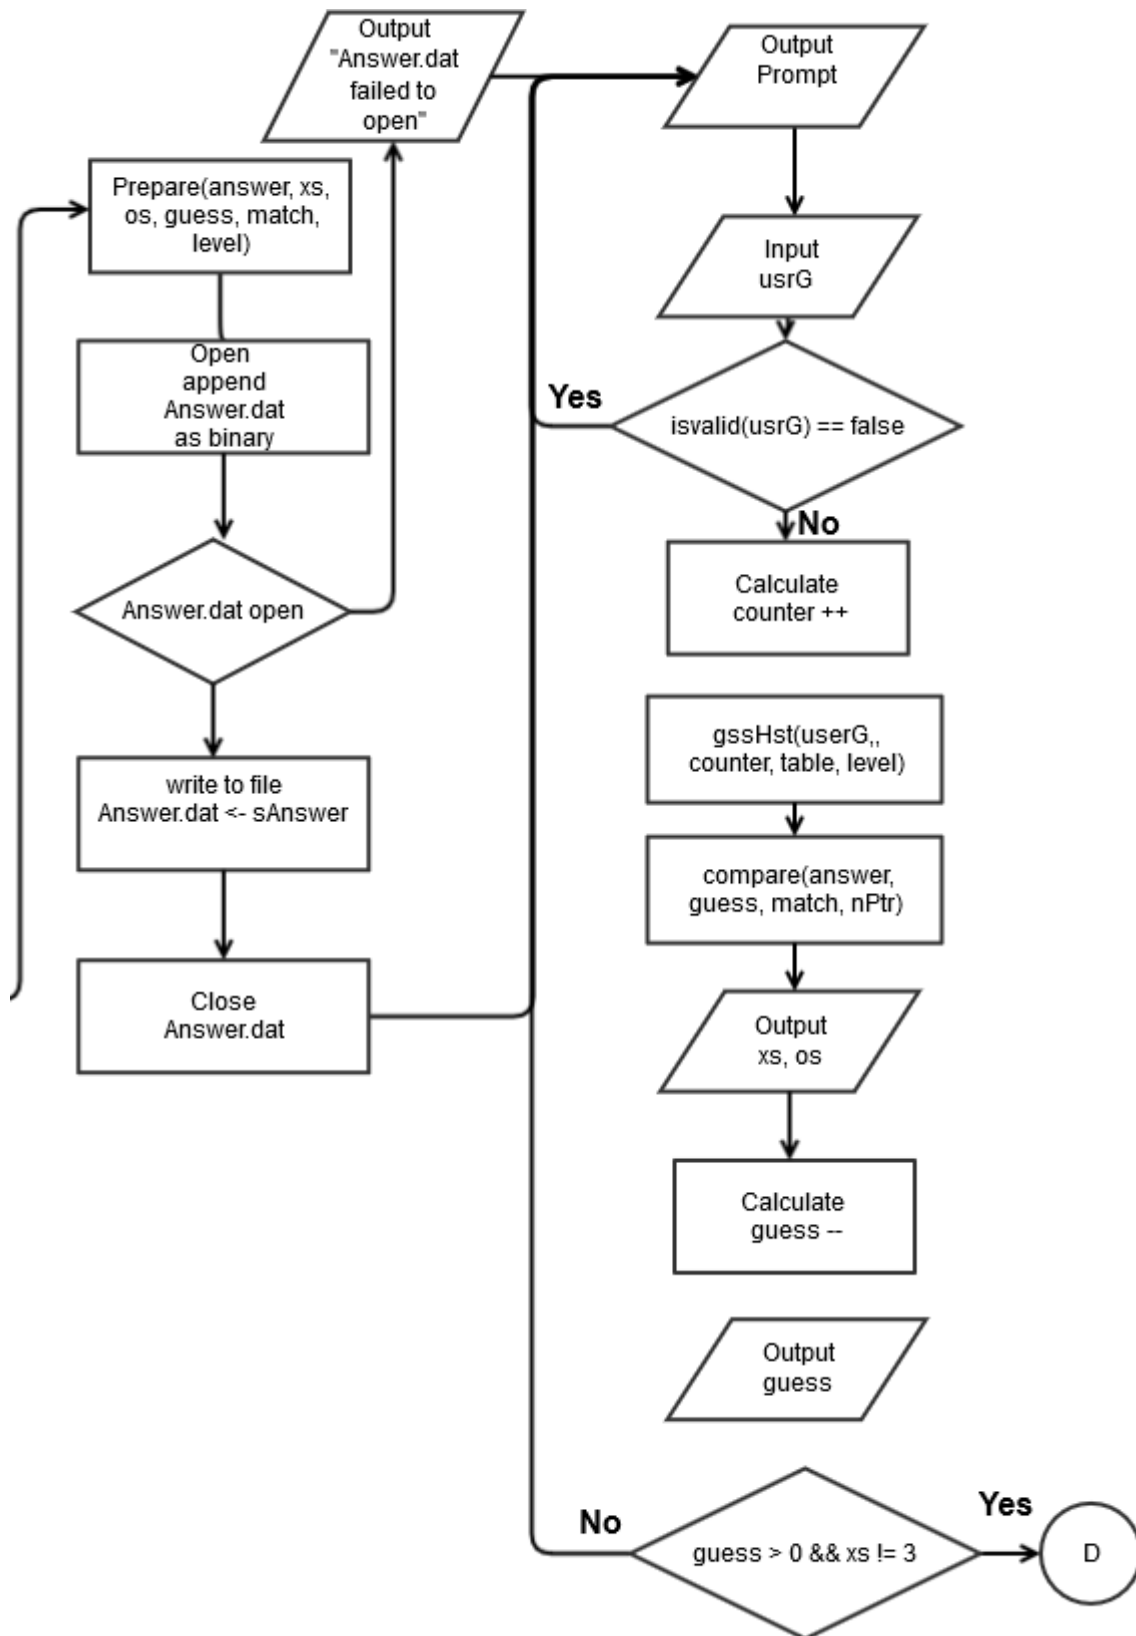 Output
"Answer.dat
failed to
open"
Prepare(answer, xs,
os, guess, match,
level)
Open
append
Answer.dat
as binary
Answer.dat open
write to file
Answer.dat <- sAnswer
Close
Answer.dat
Output
Prompt
Input
usrG
Yes
isvalid(usrG) == false
No
Calculate
counter ++
gssHst(userG,,
counter, table, level)
compare(answer,
guess, match, nPtr)
Output
xs, os
Calculate
guess --
Output
guess
No
guess > 0 && xs != 3
Yes
D